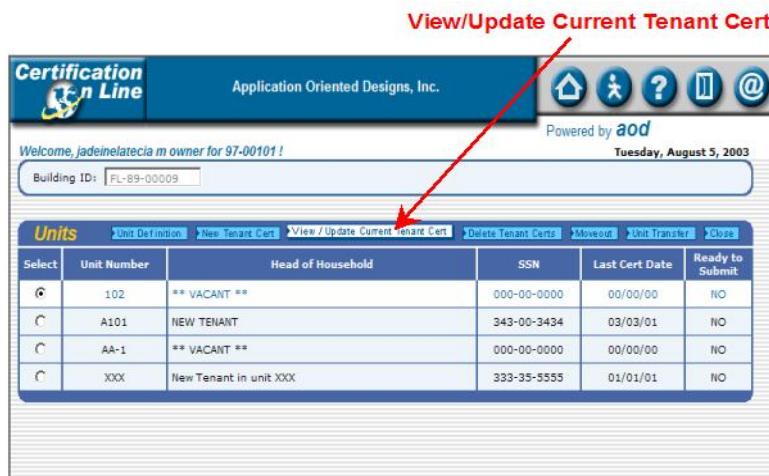 View/Update Current Tenant Cert
Certification
n Line
Application Oriented Designs, Inc.
Powered by aod
Welcome, jadeinelatecia m owner for 97-00101 !
Tuesday, August 5, 2003
Building ID: FL-89-00009
Units Unit Definition New Tenant Cert View / Update Current Tenant Cert Delete Tenant Certs Moveout Unit Transfer Close
Select Unit Number Head of Household SSN Last Cert Date Ready to Submit
102 ** VACANT ** 000-00-0000 00/00/00 NO
A101 NEW TENANT 343-00-3434 03/03/01 NO
AA-1 ** VACANT ** 000-00-0000 00/00/00 NO
XXX New Tenant in unit XXX 333-35-5555 01/01/01 NO